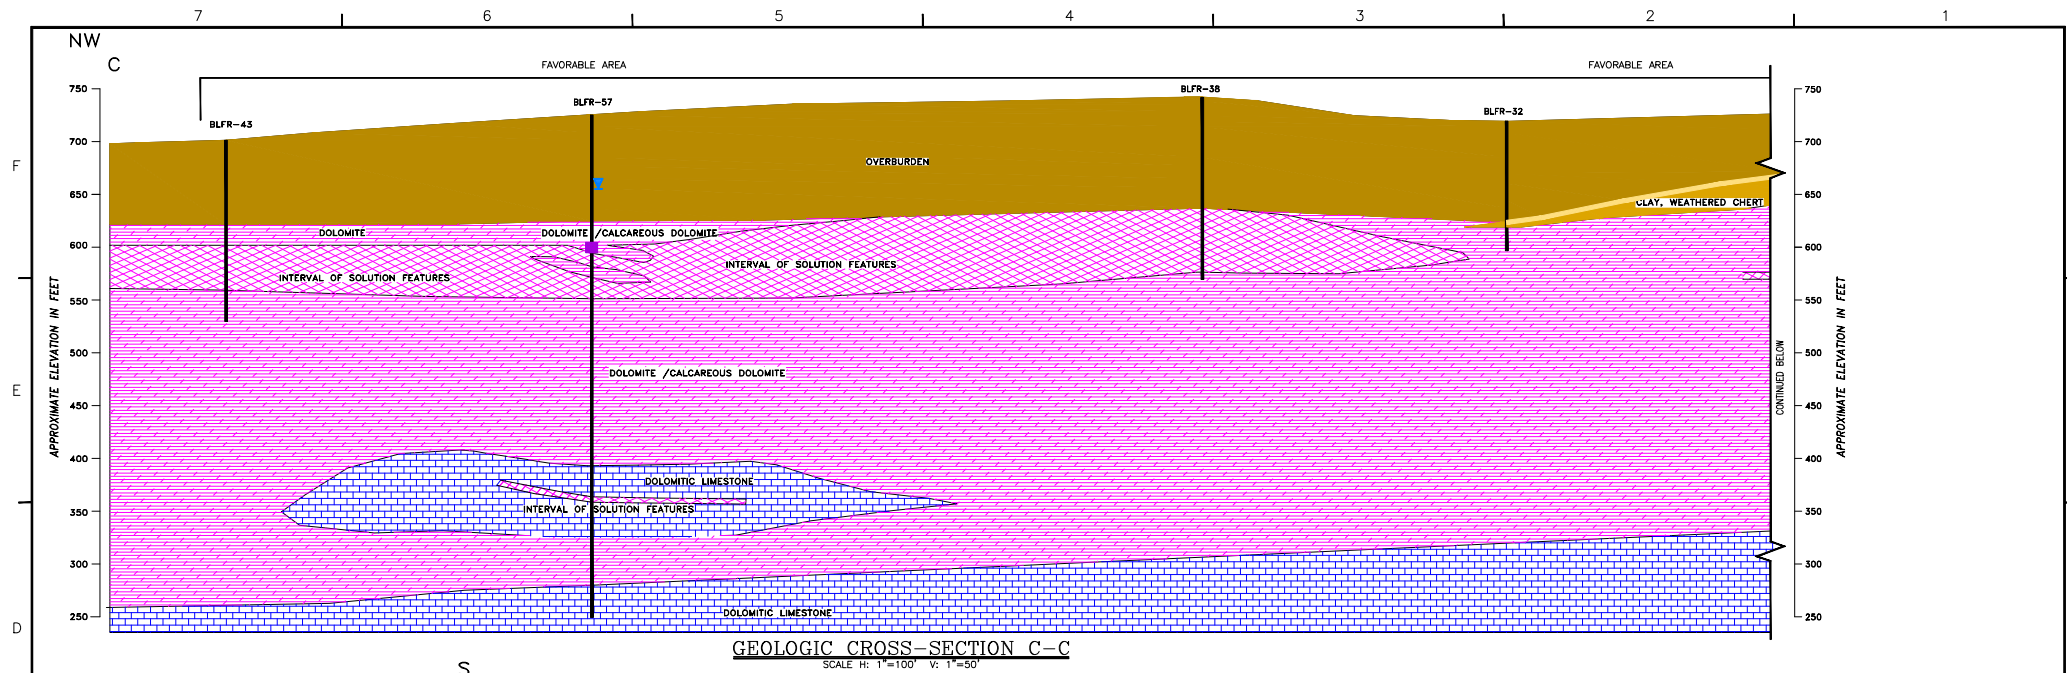 7 6 5 4 3 2 1
NW
C
FAVORABLE AREA FAVORABLE AREA
BLFR-43
BLFR-57
BLFR-38
BLFR-32
750
700
650
600
550
500
450
400
350
300
250
APPROXIMATE ELEVATION IN FEET
F
E
D
OVERBURDEN
CLAY, WEATHERED CHERT
DOLOMITE
DOLOMITE /CALCAREOUS DOLOMITE
INTERVAL OF SOLUTION FEATURES
INTERVAL OF SOLUTION FEATURES
DOLOMITE /CALCAREOUS DOLOMITE
DOLOMITIC LIMESTONE
INTERVAL OF SOLUTION FEATURES
DOLOMITIC LIMESTONE
CONTINUED BELOW
750
700
650
600
550
500
450
400
350
300
250
APPROXIMATE ELEVATION IN FEET
GEOLOGIC CROSS-SECTION C-C
SCALE H: 1"=100' V: 1"=50'